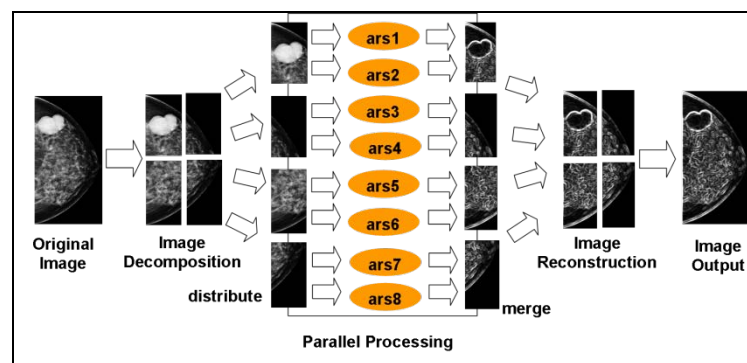 ars1
ars2
ars3
ars4
ars5
ars6
ars7
ars8
Original
Image
Image
Decomposition
distribute
merge
Image
Reconstruction
Image
Output
Parallel Processing